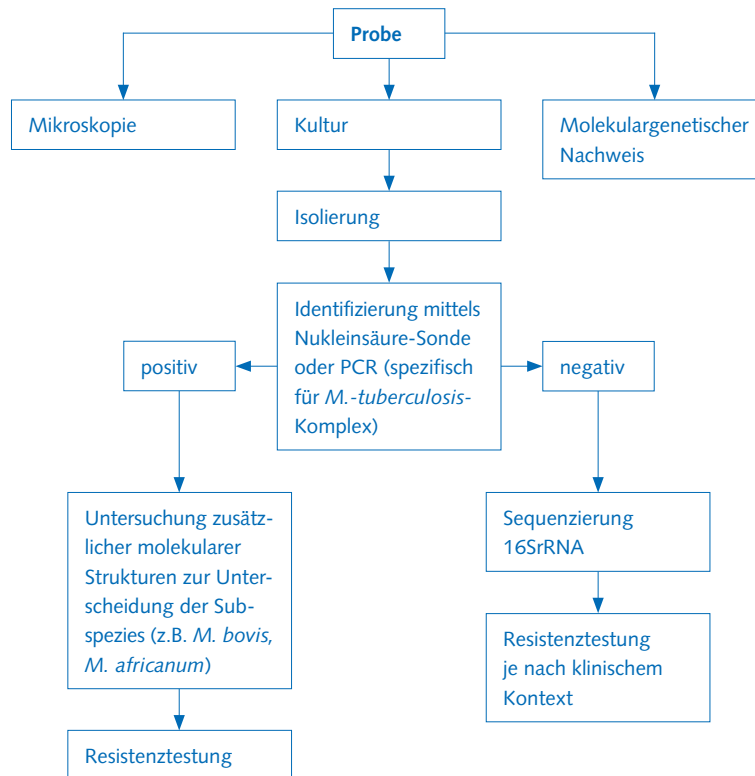 Probe
Mikroskopie
Kultur
Molekulargenetischer
Nachweis
Isolierung
Identifizierung mittels
Nukleinsäure-Sonde
oder PCR (spezifisch
für M.-tuberculosis-
Komplex)
positiv
negativ
Untersuchung zusätz-
licher molekularer
Strukturen zur Unter-
scheidung der Sub-
spezies (z.B. M. bovis,
M. africanum)
Resistenztestung
Sequenzierung
16SrRNA
Resistenztestung
je nach klinischem
Kontext